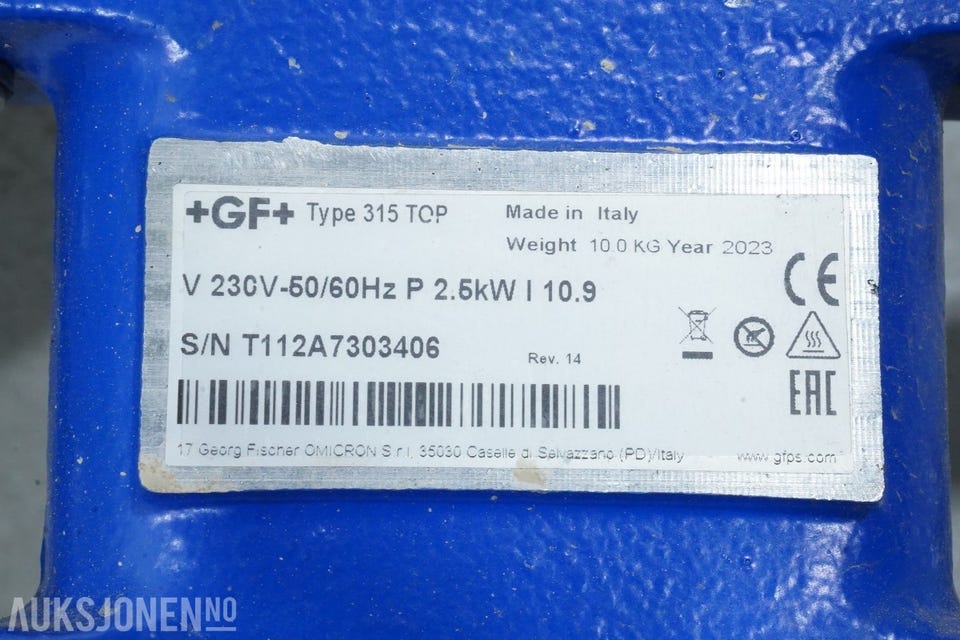 +GF+ Type 315 TOP
Made in Italy
Weight 10.0 KG Year 2023
V 230V-50/60Hz P 2.5kW I 10.9
CE
S/N T112A7303406
Rev. 14
EAC
17 Georg Fischer OMICRON S.r.l. 35030 Caselle di Selvazzano (PD)/Italy
www.gfps.com
AUKSJONEN.NO